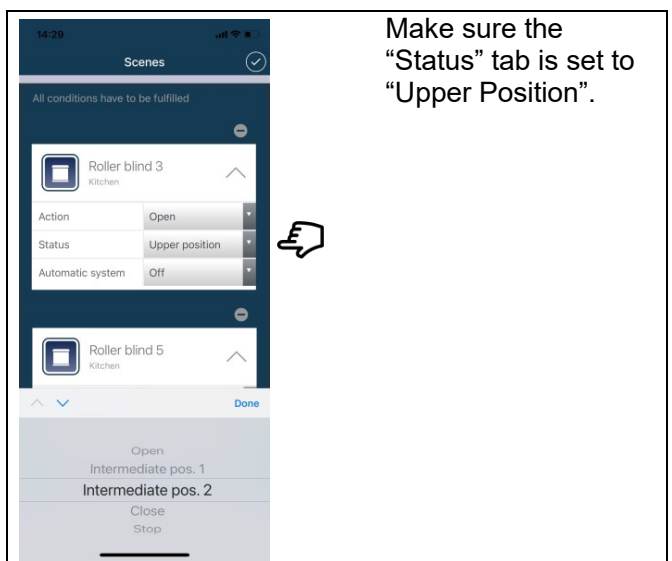 14:29
Scenes
All conditions have to be fulfilled
Roller blind 3
Kitchen
Action Open
Status Upper position
Automatic system Off
Roller blind 5
Kitchen
Done
Open
Intermediate pos. 1
Intermediate pos. 2
Close
Stop
Make sure the
“Status” tab is set to
“Upper Position”.